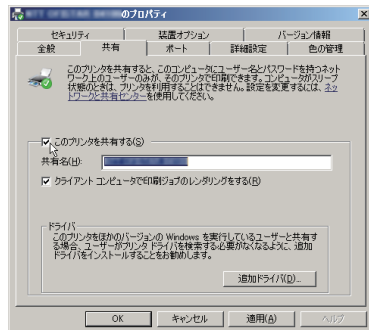 のプロパティ
セキュリティ 装置オプション バージョン情報
全般 共有 ポート 詳細設定 色の管理
このプリンタを共有すると、このコンピュータにユーザー名とパスワードを持つネットワーク上のユーザーのみが、そのプリンタで印刷できます。コンピュータがスリープ状態のときは、プリンタを利用することはできません。設定を変更するには、ネットワークと共有センターを使用してください。
このプリンタを共有する(S)
共有名(H):
クライアント コンピュータで印刷ジョブのレンダリングをする(R)
ドライバ
このプリンタをほかのバージョンの Windows を実行しているユーザーと共有する場合、ユーザーがプリンタ ドライバを検索する必要がなくなるように、追加ドライバをインストールすることをお勧めします。
追加ドライバ(D)...
OK キャンセル 適用(A) ヘルプ